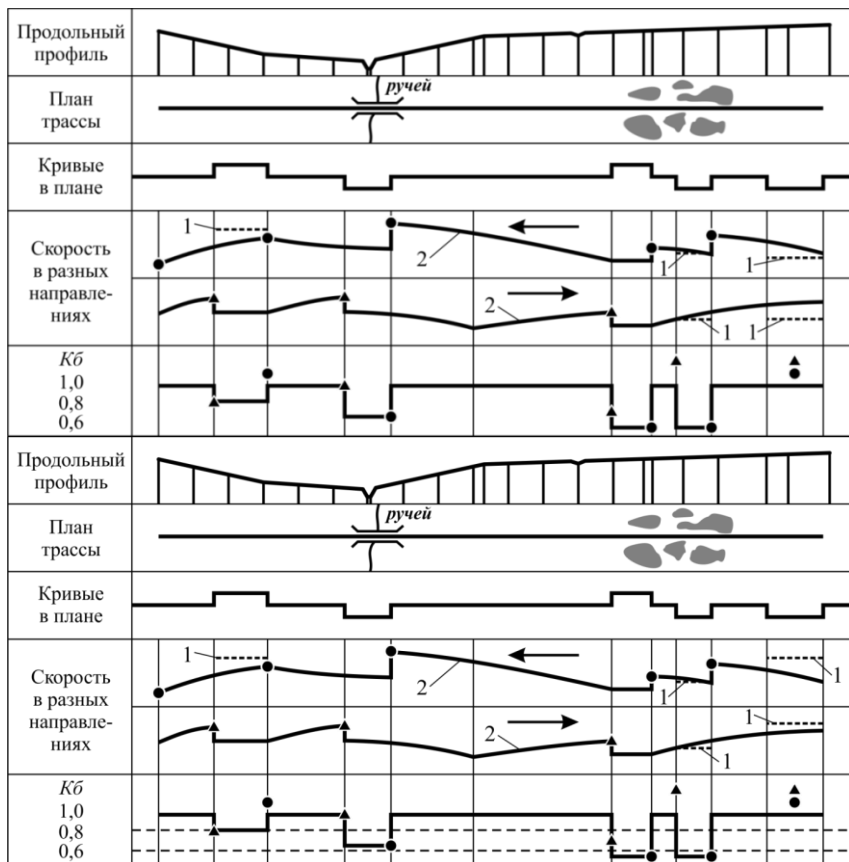 Продольный
профиль
План
трассы
ручей
Кривые
в плане
Скорость
в разных
направле-
ниях
1
2
1
1
2
1
1
Кб
1,0
0,8
0,6
Продольный
профиль
План
трассы
ручей
Кривые
в плане
Скорость
в разных
направле-
ниях
1
2
1
1
2
1
1
Кб
1,0
0,8
0,6